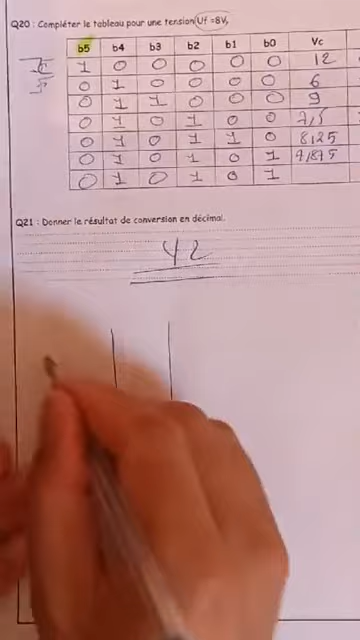 Q20 : Compléter le tableau pour une tension Uf =8V,
b5 b4 b3 b2 b1 b0 Vc
1 0 0 0 0 0 12
0 1 0 0 0 0 6
0 1 1 0 0 0 9
0 1 0 1 0 0 7,5
0 1 0 1 1 0 8,25
0 1 0 1 0 1 7,875
0 1 0 1 0 1
Q21 : Donner le résultat de conversion en décimal.
42